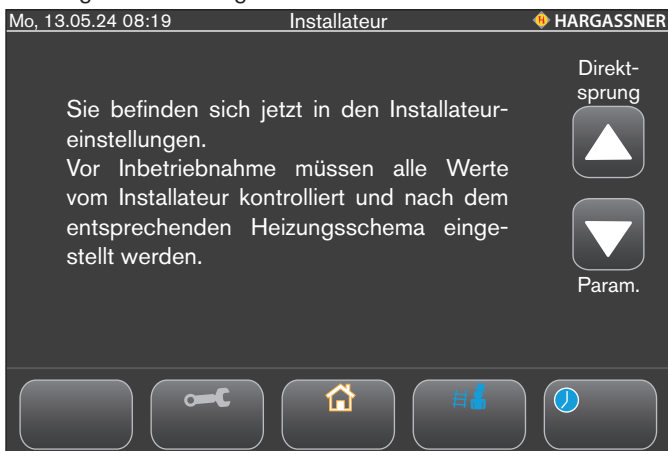 Mo, 13.05.24 08:19 Installateur HARGASSNER
Direkt-
sprung
Sie befinden sich jetzt in den Installateur-
einstellungen.
Vor Inbetriebnahme müssen alle Werte
vom Installateur kontrolliert und nach dem
entsprechenden Heizungsschema einge-
stellt werden.
Param.